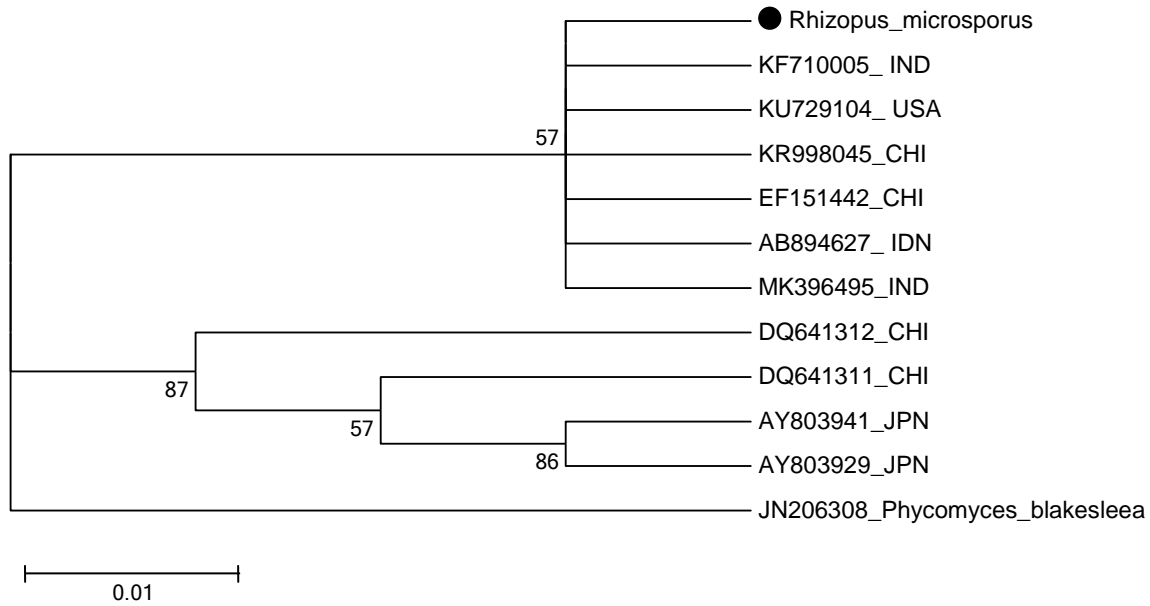 Rhizopus_microsporus
KF710005_ IND
KU729104_ USA
57
KR998045_CHI
EF151442_CHI
AB894627_ IDN
MK396495_IND
DQ641312_CHI
87
DQ641311_CHI
57
AY803941_JPN
86
AY803929_JPN
JN206308_Phycomyces_blakesleea
0.01